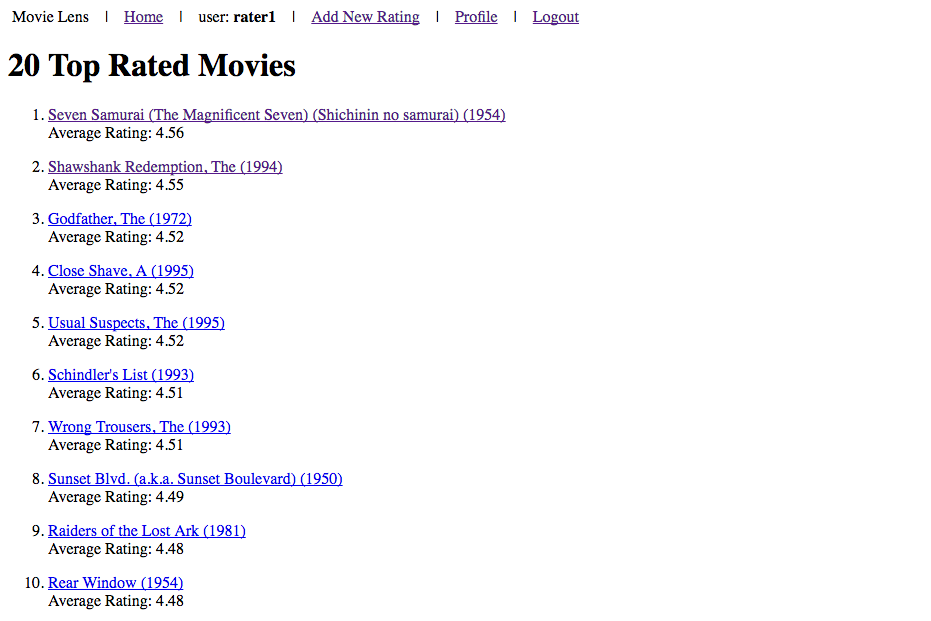 Movie Lens | Home | user: rater1 | Add New Rating | Profile | Logout
20 Top Rated Movies
1. Seven Samurai (The Magnificent Seven) (Shichinin no samurai) (1954)
Average Rating: 4.56
2. Shawshank Redemption, The (1994)
Average Rating: 4.55
3. Godfather, The (1972)
Average Rating: 4.52
4. Close Shave, A (1995)
Average Rating: 4.52
5. Usual Suspects, The (1995)
Average Rating: 4.52
6. Schindler's List (1993)
Average Rating: 4.51
7. Wrong Trousers, The (1993)
Average Rating: 4.51
8. Sunset Blvd. (a.k.a. Sunset Boulevard) (1950)
Average Rating: 4.49
9. Raiders of the Lost Ark (1981)
Average Rating: 4.48
10. Rear Window (1954)
Average Rating: 4.48